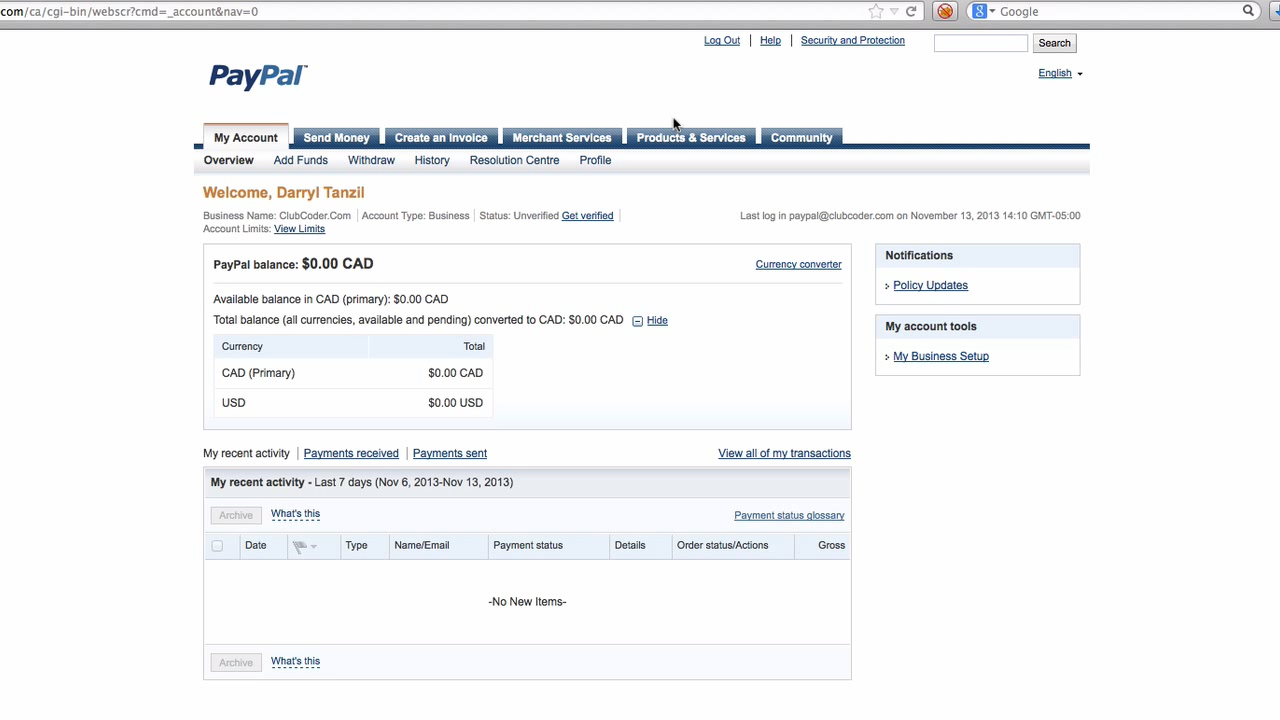 com/ca/cgi-bin/webscr?cmd=_account&nav=0
Google
Log Out | Help | Security and Protection
Search
PayPal™
English
My Account Send Money Create an Invoice Merchant Services Products & Services Community
Overview Add Funds Withdraw History Resolution Centre Profile
Welcome, Darryl Tanzil
Business Name: ClubCoder.Com | Account Type: Business | Status: Unverified Get verified |
Last log in paypal@clubcoder.com on November 13, 2013 14:10 GMT-05:00
Account Limits: View Limits
PayPal balance: $0.00 CAD
Currency converter
Available balance in CAD (primary): $0.00 CAD
Total balance (all currencies, available and pending) converted to CAD: $0.00 CAD Hide
Currency Total
CAD (Primary) $0.00 CAD
USD $0.00 USD
Notifications
Policy Updates
My account tools
My Business Setup
My recent activity | Payments received | Payments sent
View all of my transactions
My recent activity - Last 7 days (Nov 6, 2013-Nov 13, 2013)
Archive What's this
Payment status glossary
Date Type Name/Email Payment status Details Order status/Actions Gross
-No New Items-
Archive What's this